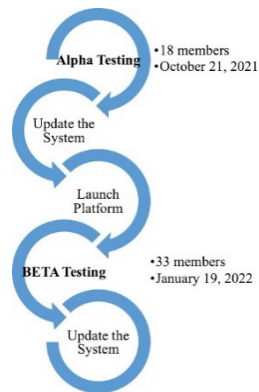 Alpha Testing
•18 members
•October 21, 2021
Update the
System
Launch
Platform
BETA Testing
•33 members
•January 19, 2022
Update the
System